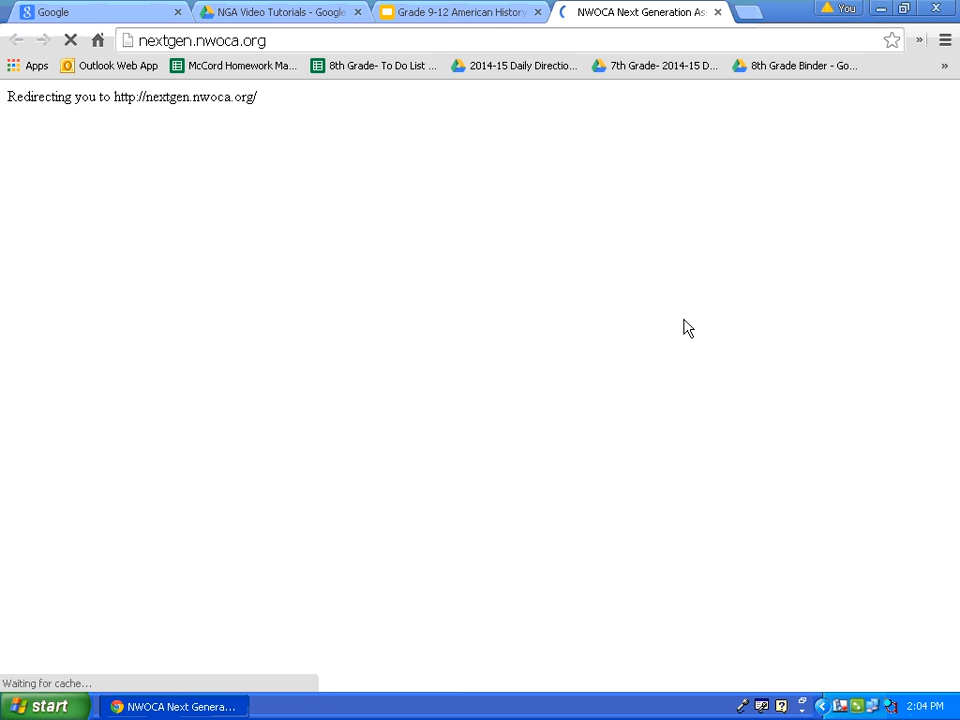 Google
NGA Video Tutorials - Google
Grade 9-12 American History
NWOCA Next Generation As
You
nextgen.nwoca.org
»
Apps
Outlook Web App
McCord Homework Ma...
8th Grade- To Do List ...
2014-15 Daily Directio...
7th Grade- 2014-15 D...
8th Grade Binder - Go...
»
Redirecting you to http://nextgen.nwoca.org/
Waiting for cache...
start
NWOCA Next Genera...
2:04 PM